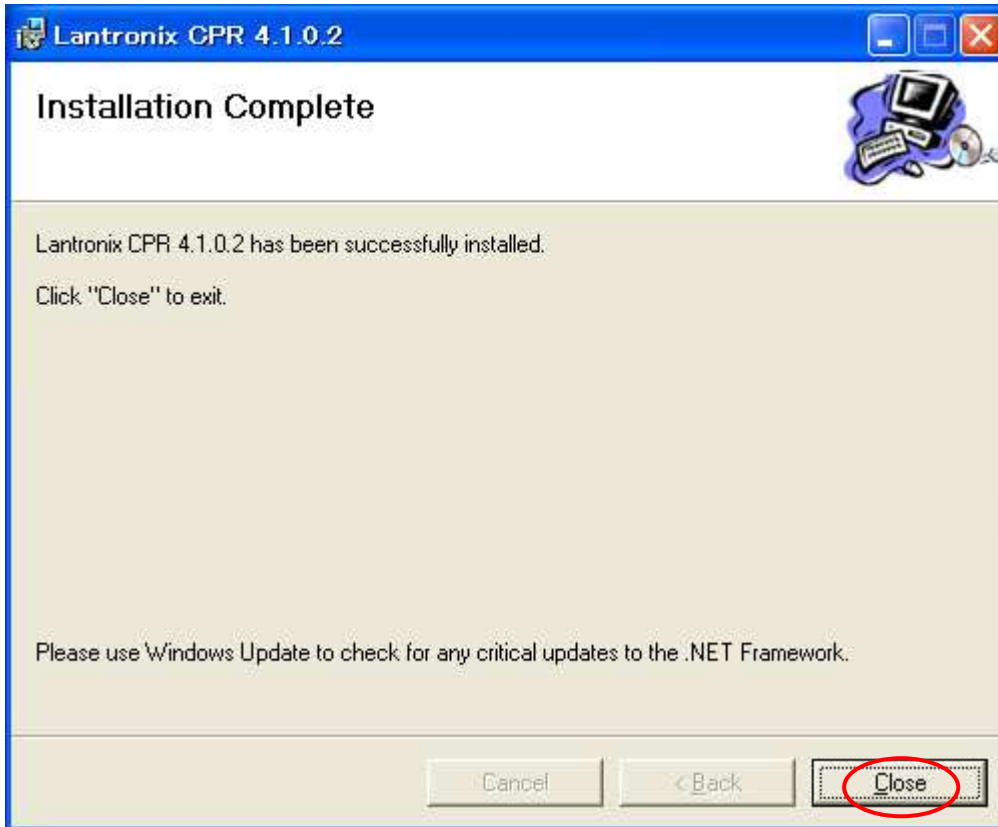 Lantronix CPR 4.1.0.2
Installation Complete
Lantronix CPR 4.1.0.2 has been successfully installed.
Click "Close" to exit.
Please use Windows Update to check for any critical updates to the .NET Framework.
Cancel
< Back
Close